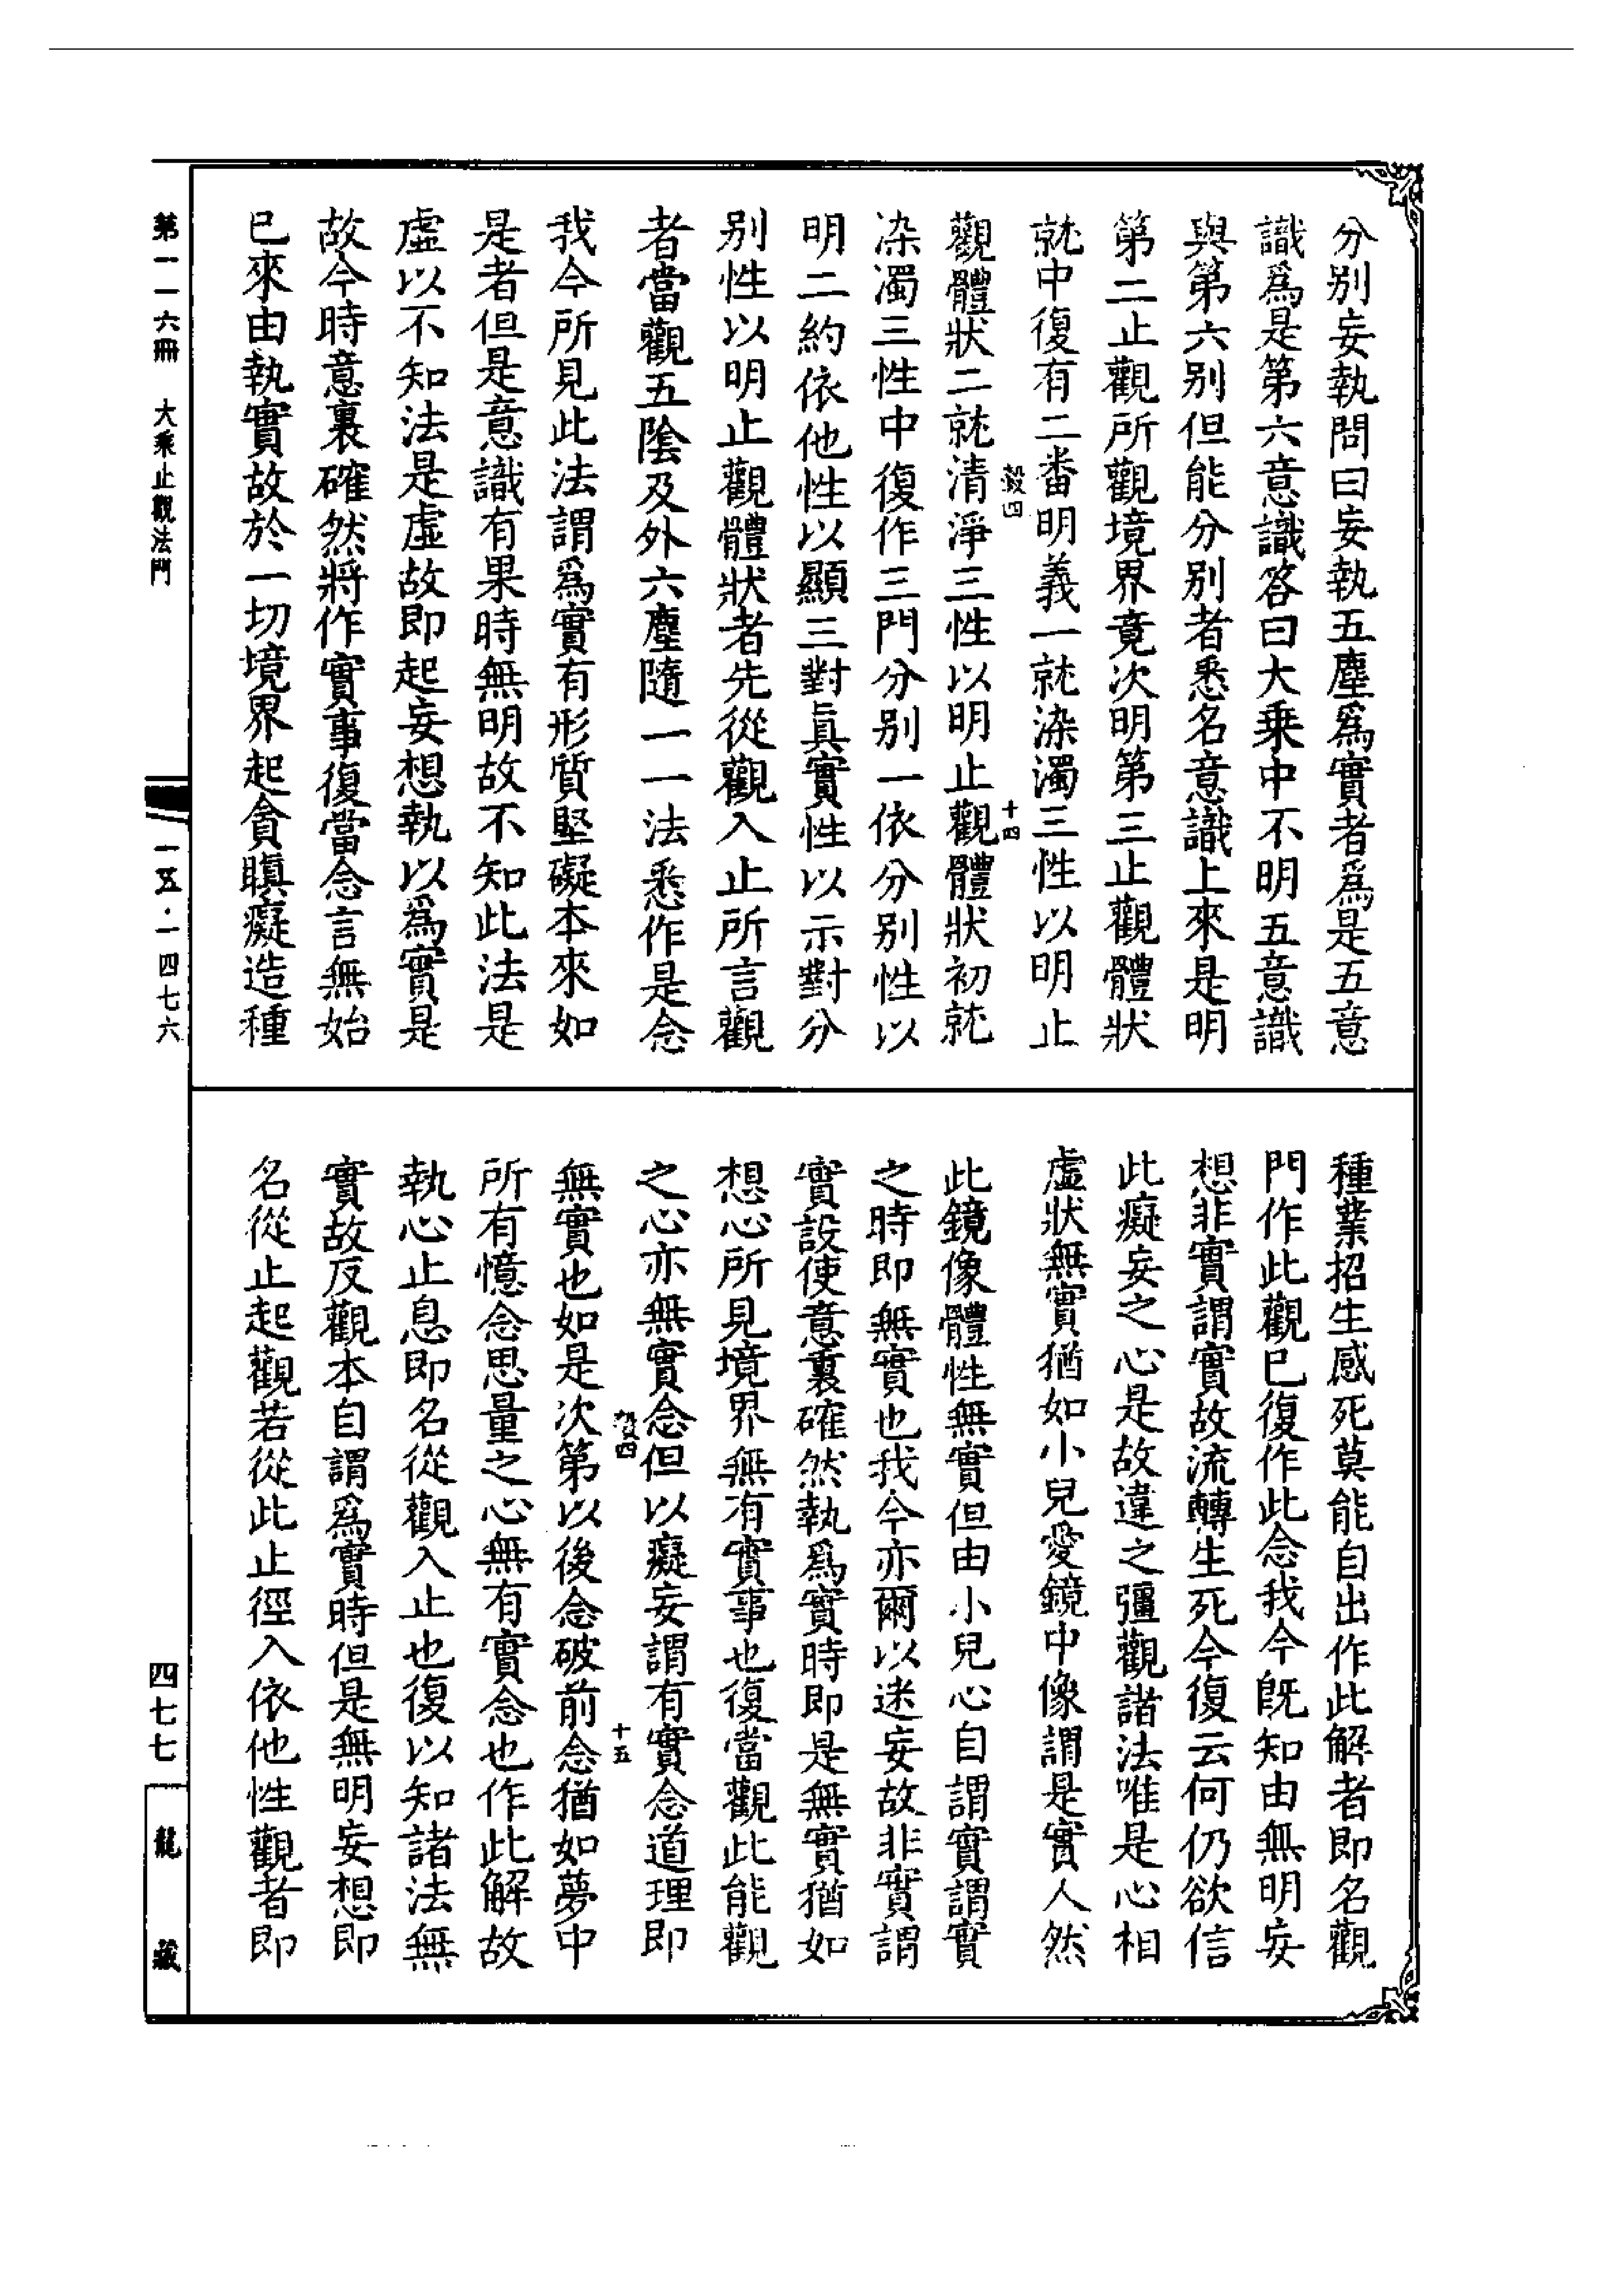 分別妄執問曰妄執五塵爲實者爲是五意
識爲是第六意識答曰大乘中不明五意識
與第六別但能分別者悉名意識上來是明
第二止觀所觀境界竟次明第三止觀體狀
就中復有二番明義一就染濁三性以明止
觀體狀二就清淨三性以明止觀體狀初就
染濁三性中復作三門分別一依分別性以
明二約依他性以顯三對眞實性以示對分
別性以明止觀體狀者先從觀入止所言觀
者當觀五陰及外六塵隨一一法悉作是念
我今所見此法謂爲實有形質堅礙本來如
是者但是意識有果時無明故不知此法是
虛以不知法是虛故即起妄想執以爲實是
故今時意裏確然將作實事復當念言無始
已來由執實故於一切境界起貪瞋癡造種
穀四
十四
種業招生感死莫能自出作此解者即名觀
門作此觀已復作此念我今旣知由無明妄
想非實謂實故流轉生死今復云何仍欲信
此癡妄之心是故違之彊觀諸法唯是心相
虛狀無實猶如小兒愛鏡中像謂是實人然
此鏡像體性無實但由小兒心自謂實謂實
之時即無實也我今亦爾以迷妄故非實謂
實設使意裏確然執爲實時即是無實猶如
想心所見境界無有實事也復當觀此能觀
之心亦無實念但以癡妄謂有實念道理即
無實也如是次第以後念破前念猶如夢中
所有憶念思量之心無有實念也作此解故
執心止息即名從觀入止也復以知諸法無
實故反觀本自謂爲實時但是無明妄想即
名從止起觀若從此止徑入依他性觀者即
穀四
十五
第一一六冊 大乘止觀法門
一五·一四七六
四七七
龍藏